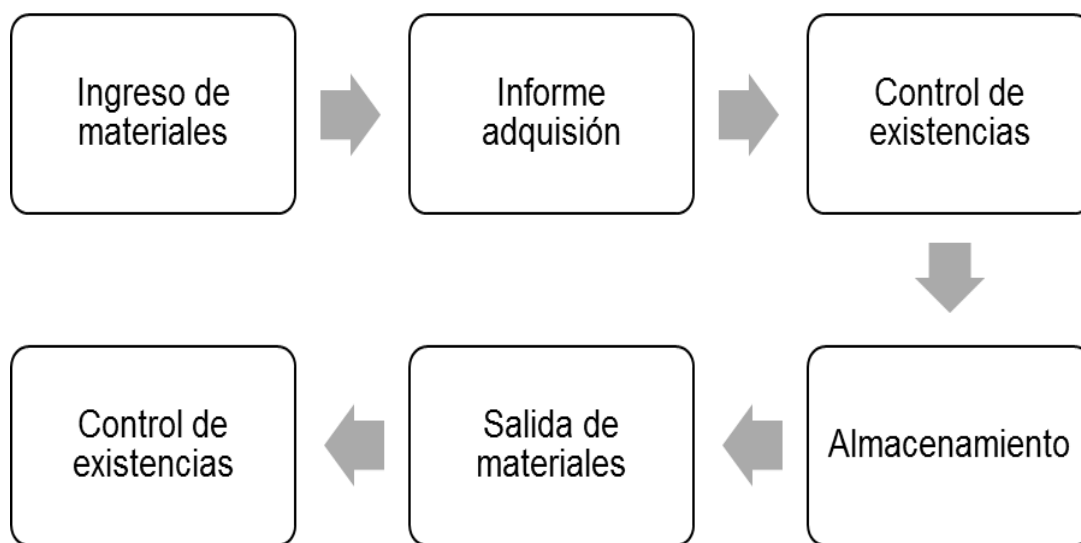 Ingreso de
materiales
Informe
adquisión
Control de
existencias
Almacenamiento
Salida de
materiales
Control de
existencias